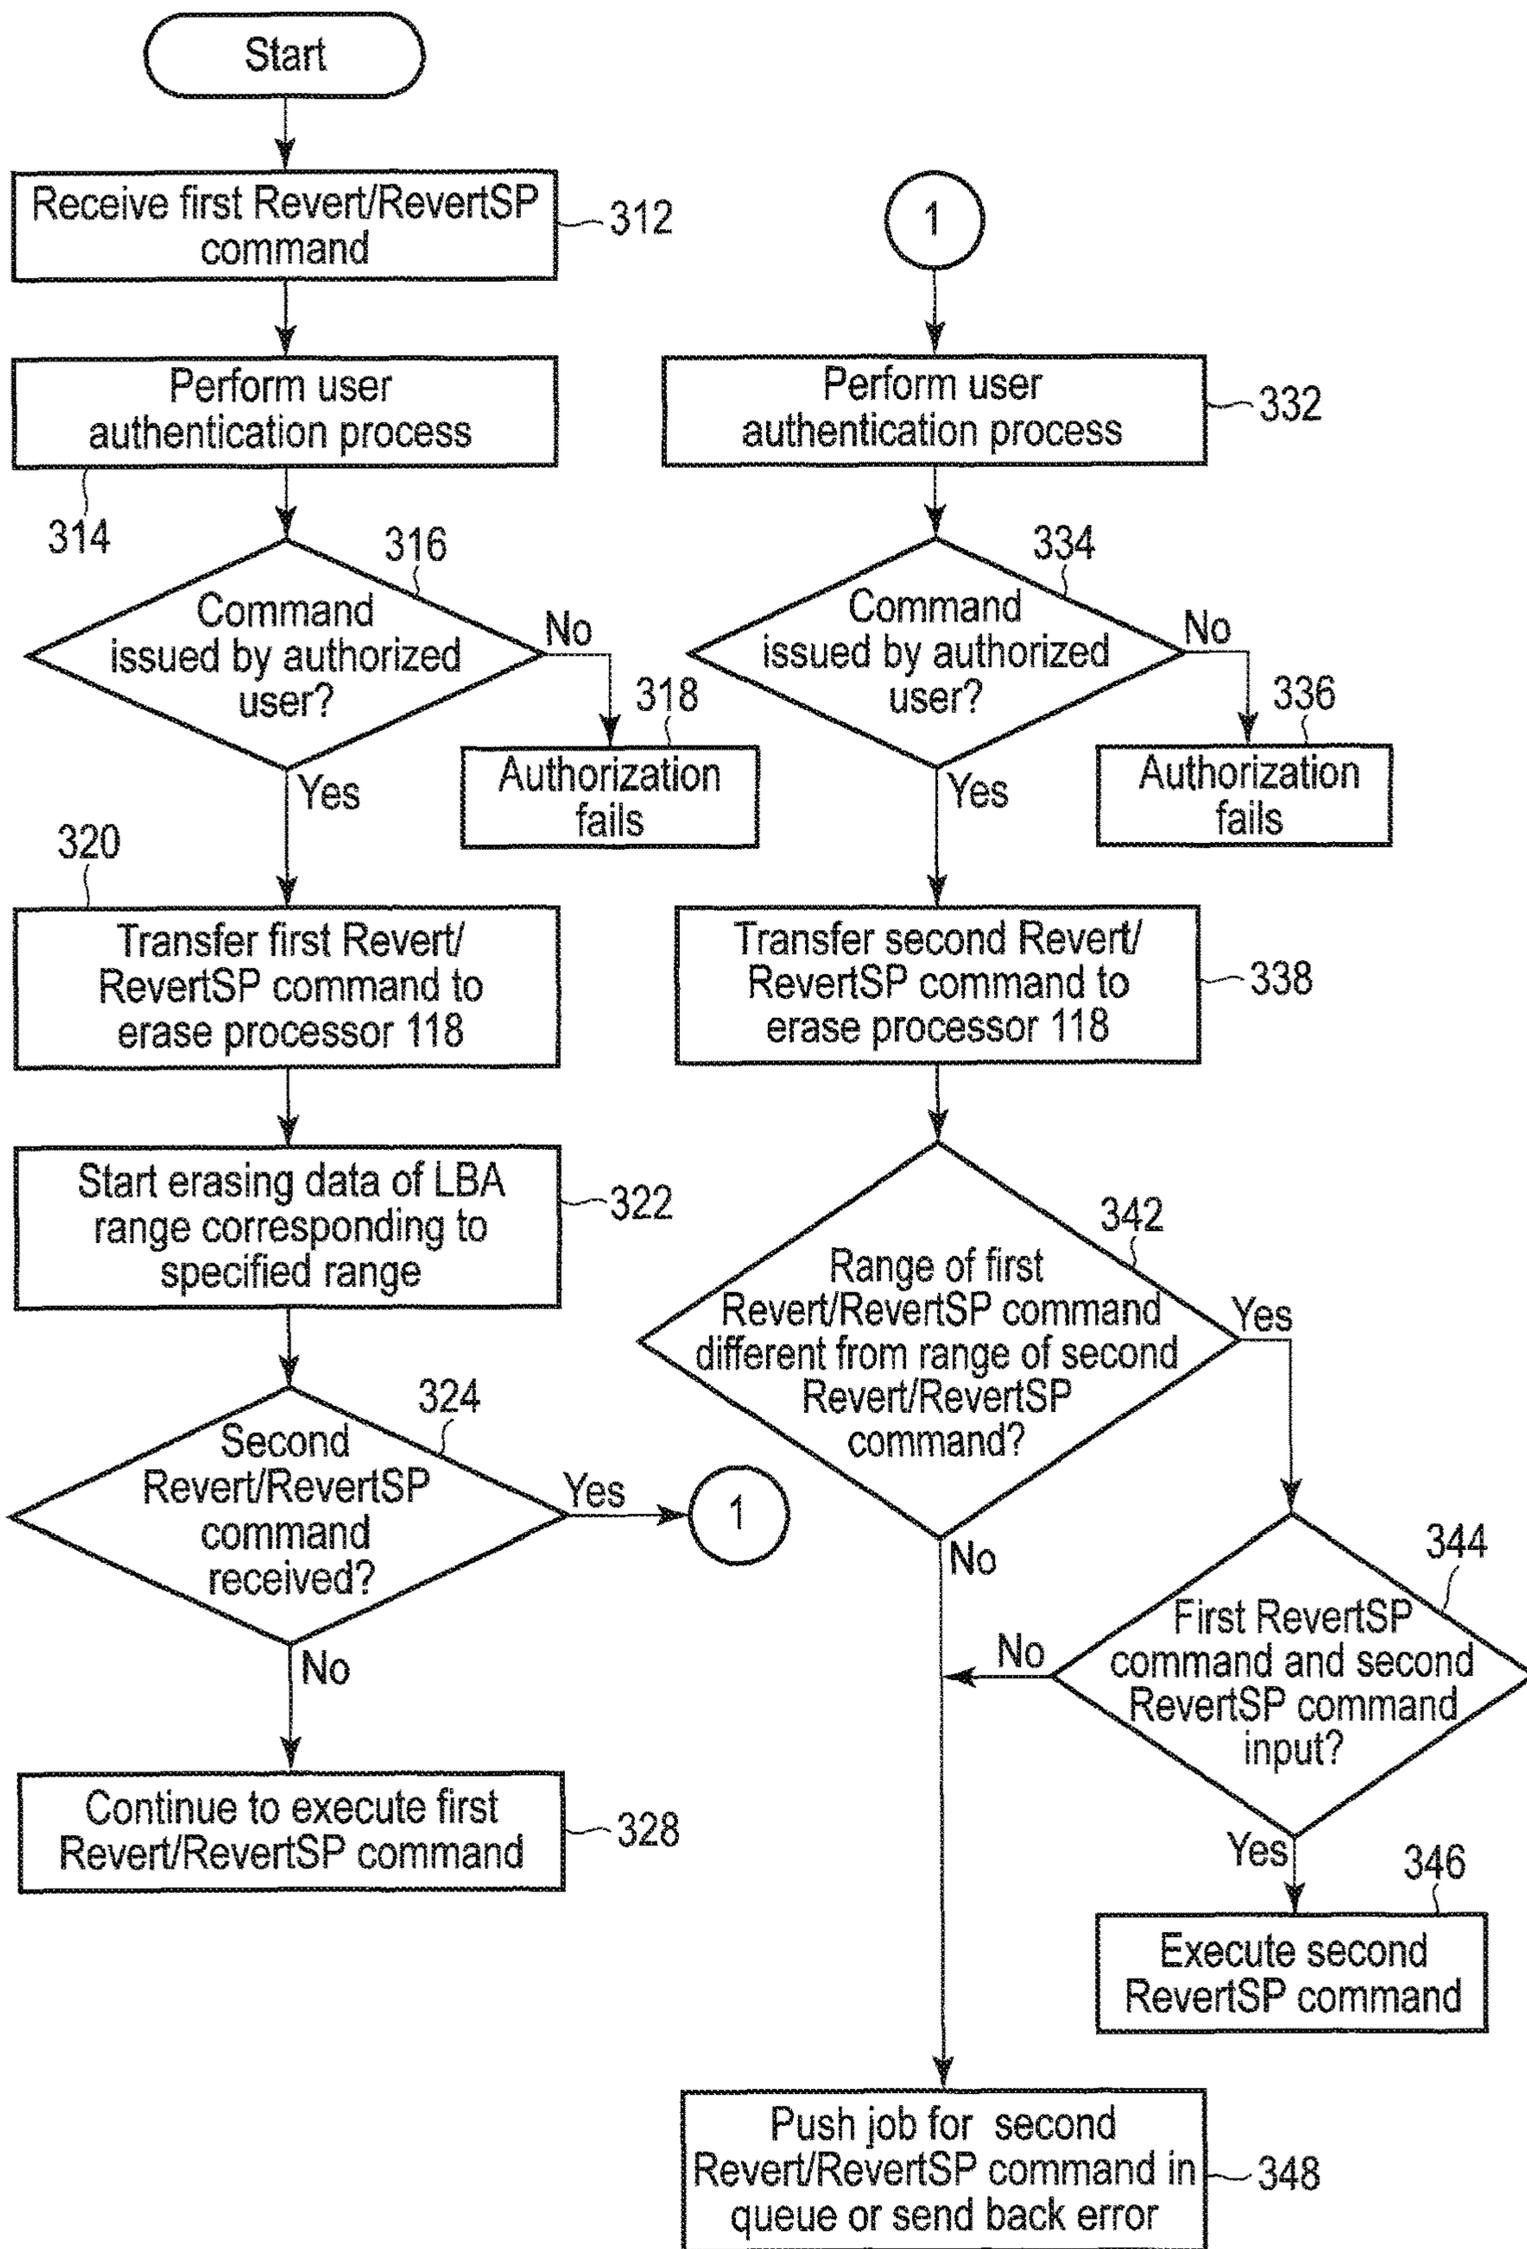 Start
Receive first Revert/RevertSP
command
312
Perform user
authentication process
314
316
Command
issued by authorized
user?
No
318
Authorization
fails
Yes
320
Transfer first Revert/
RevertSP command to
erase processor 118
Start erasing data of LBA
range corresponding to
specified range
322
324
Second
Revert/RevertSP
command
received?
Yes
1
No
Continue to execute first
Revert/RevertSP command
328
1
Perform user
authentication process
332
334
Command
issued by authorized
user?
No
336
Authorization
fails
Yes
Transfer second Revert/
RevertSP command to
erase processor 118
338
342
Range of first
Revert/RevertSP command
different from range of second
Revert/RevertSP
command?
Yes
No
344
First RevertSP
command and second
RevertSP command
input?
No
Yes
346
Execute second
RevertSP command
Push job for second
Revert/RevertSP command in
queue or send back error
348